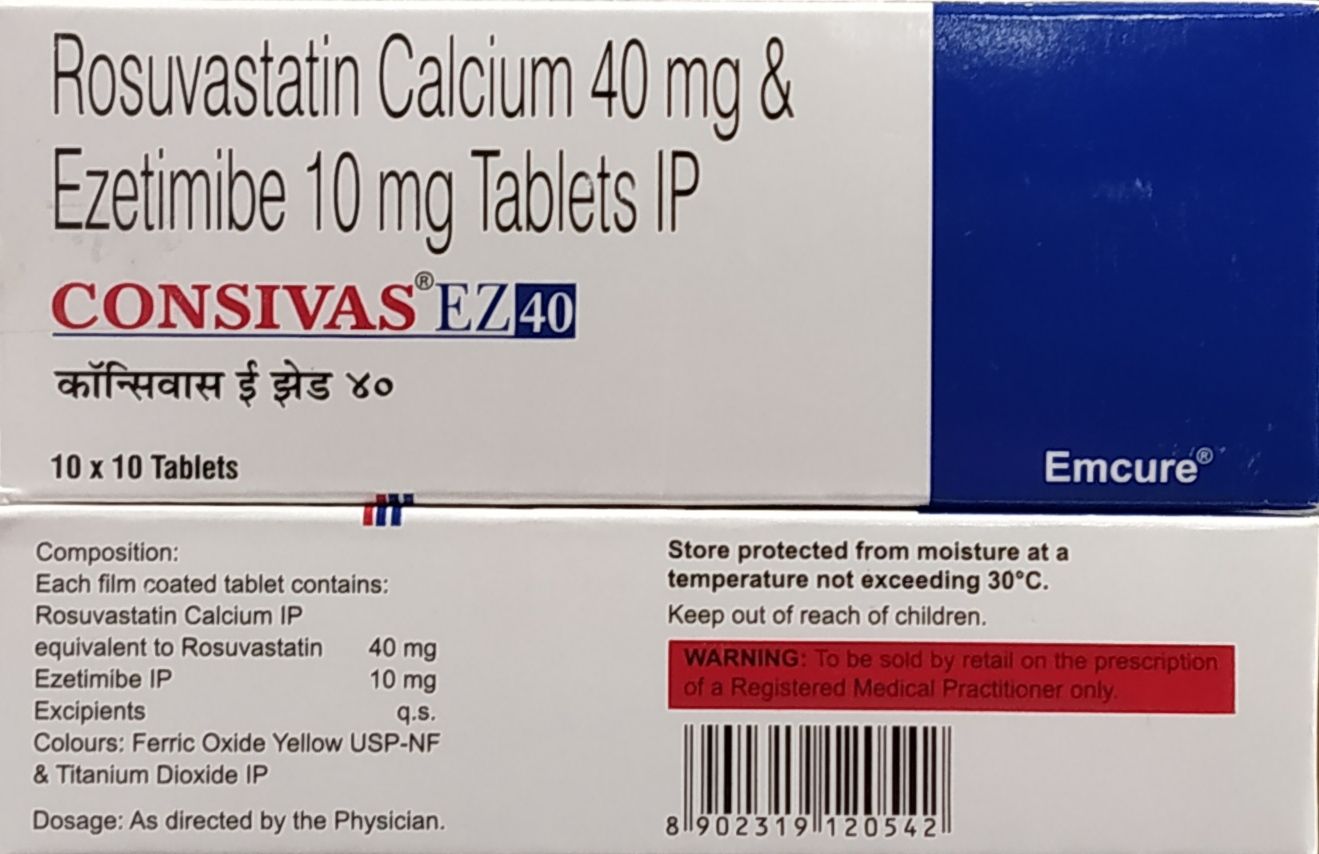 Rosuvastatin Calcium 40 mg &
Ezetimibe 10 mg Tablets IP
CONSIVAS® EZ 40
कॉन्सिवास ई झेड ४०
10 x 10 Tablets
Emcure®
Composition:
Each film coated tablet contains:
Rosuvastatin Calcium IP
equivalent to Rosuvastatin 40 mg
Ezetimibe IP 10 mg
Excipients q.s.
Colours: Ferric Oxide Yellow USP-NF
& Titanium Dioxide IP
Dosage: As directed by the Physician.
Store protected from moisture at a
temperature not exceeding 30°C.
Keep out of reach of children.
WARNING: To be sold by retail on the prescription
of a Registered Medical Practitioner only.
8 902319 120542